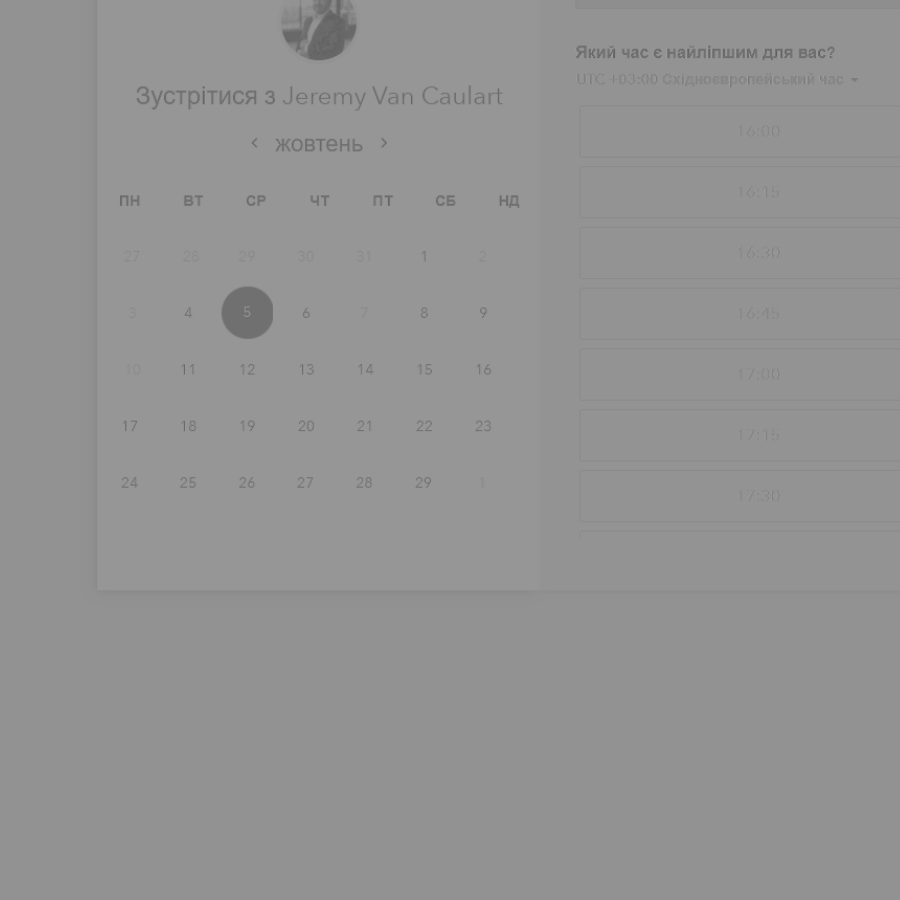 Зустрітися з Jeremy Van Caulart
‹ жовтень ›
ПН ВТ СР ЧТ ПТ СБ НД
27 28 29 30 31 1 2
3 4 5 6 7 8 9
10 11 12 13 14 15 16
17 18 19 20 21 22 23
24 25 26 27 28 29 1
Який час є найліпшим для вас?
UTC +03:00 Східноєвропейський час
16:00
16:15
16:30
16:45
17:00
17:15
17:30